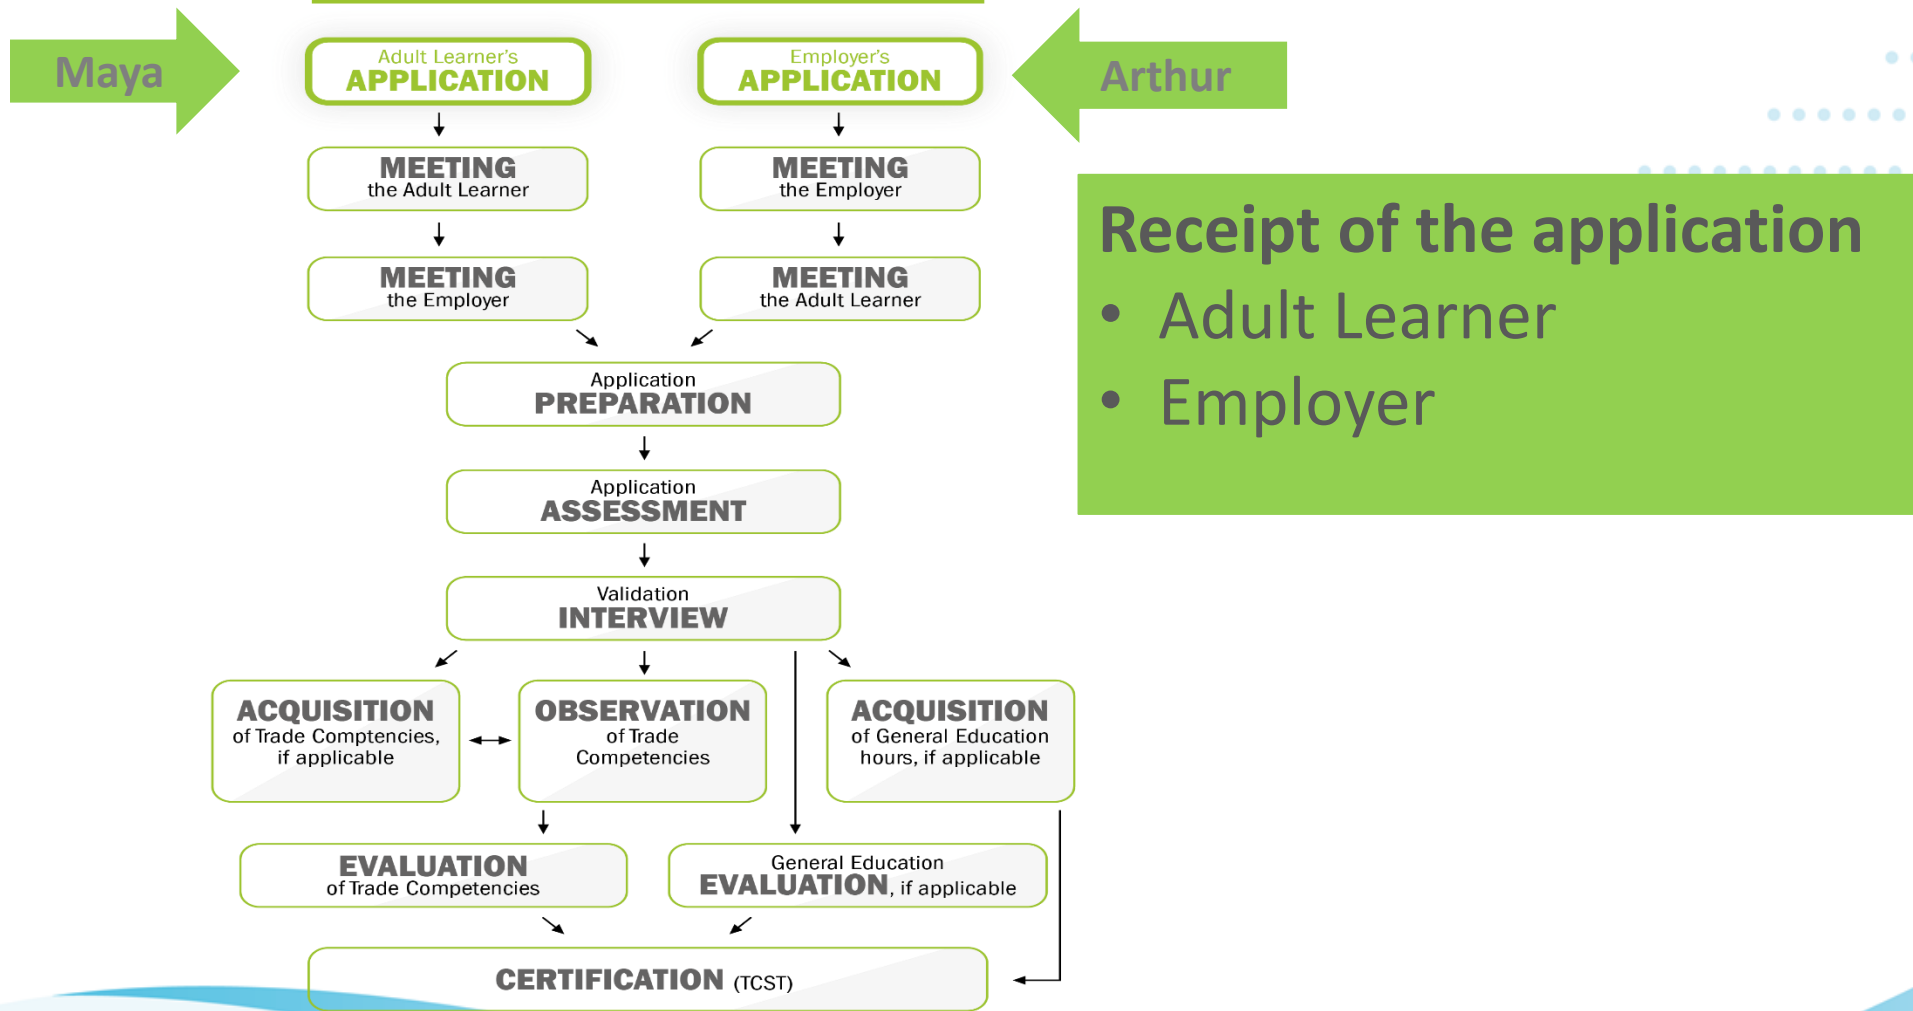 Maya
Adult Learner's
APPLICATION
Employer's
APPLICATION
Arthur
MEETING
the Adult Learner
MEETING
the Employer
MEETING
the Employer
MEETING
the Adult Learner
Receipt of the application
• Adult Learner
• Employer
Application
PREPARATION
Application
ASSESSMENT
Validation
INTERVIEW
ACQUISITION
of Trade Comptencies,
if applicable
OBSERVATION
of Trade
Competencies
ACQUISITION
of General Education
hours, if applicable
EVALUATION
of Trade Competencies
General Education
EVALUATION, if applicable
CERTIFICATION (TCST)